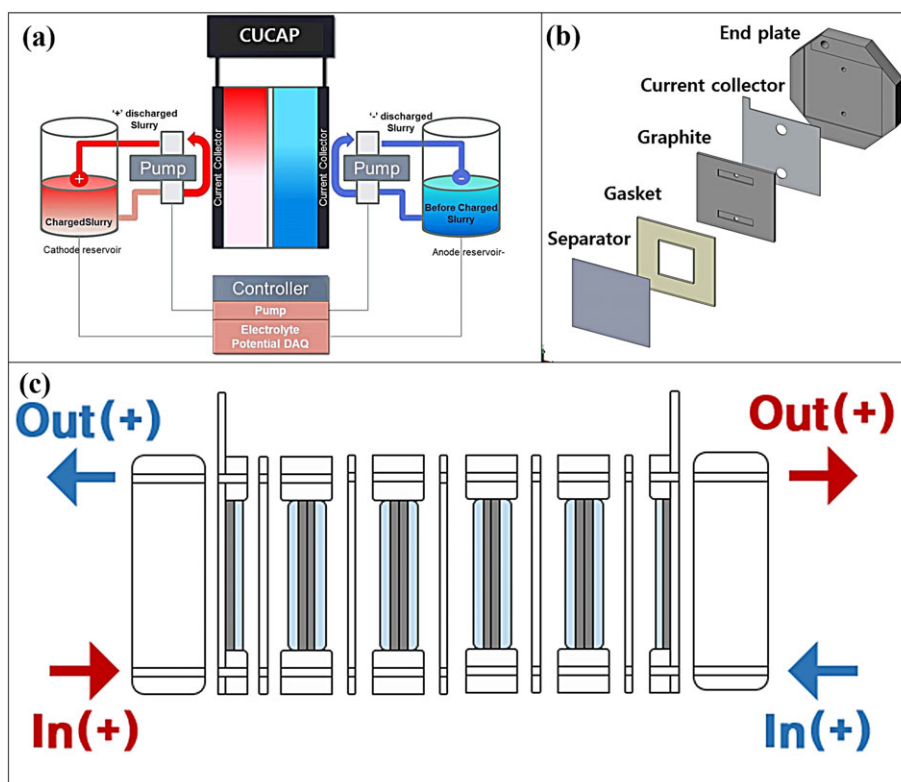 (a)
CUCAP
'+' discharged
Slurry
'-' discharged
Slurry
Pump
Pump
Current Collector
Current Collector
+
-
ChargedSlurry
Before Charged
Slurry
Cathode reservoir
Anode reservoir-
Controller
Pump
Electrolyte
Potential DAQ
(b)
End plate
Current collector
Graphite
Gasket
Separator
(c)
Out(+)
Out(+)
In(+)
In(+)